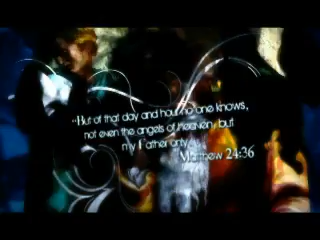 "But of that day and hour no one knows,
not even the angels of Heaven, but
my Father only."
Matthew 24:36